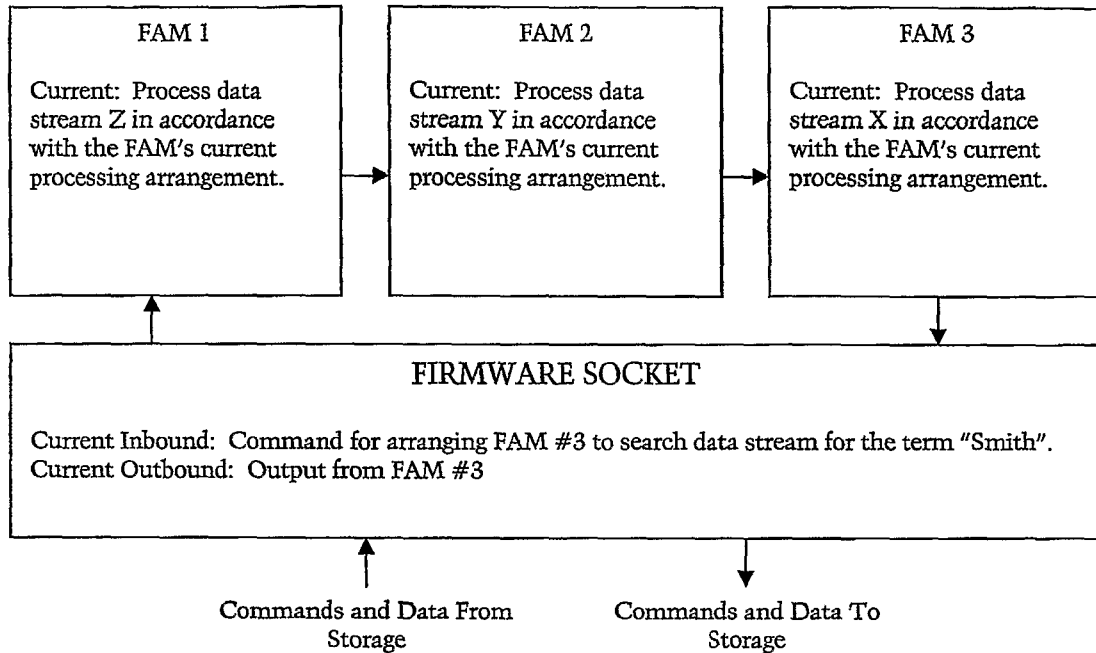 FAM 1
Current: Process data
stream Z in accordance
with the FAM's current
processing arrangement.
FAM 2
Current: Process data
stream Y in accordance
with the FAM's current
processing arrangement.
FAM 3
Current: Process data
stream X in accordance
with the FAM's current
processing arrangement.
FIRMWARE SOCKET
Current Inbound: Command for arranging FAM #3 to search data stream for the term "Smith".
Current Outbound: Output from FAM #3
Commands and Data From
Storage
Commands and Data To
Storage